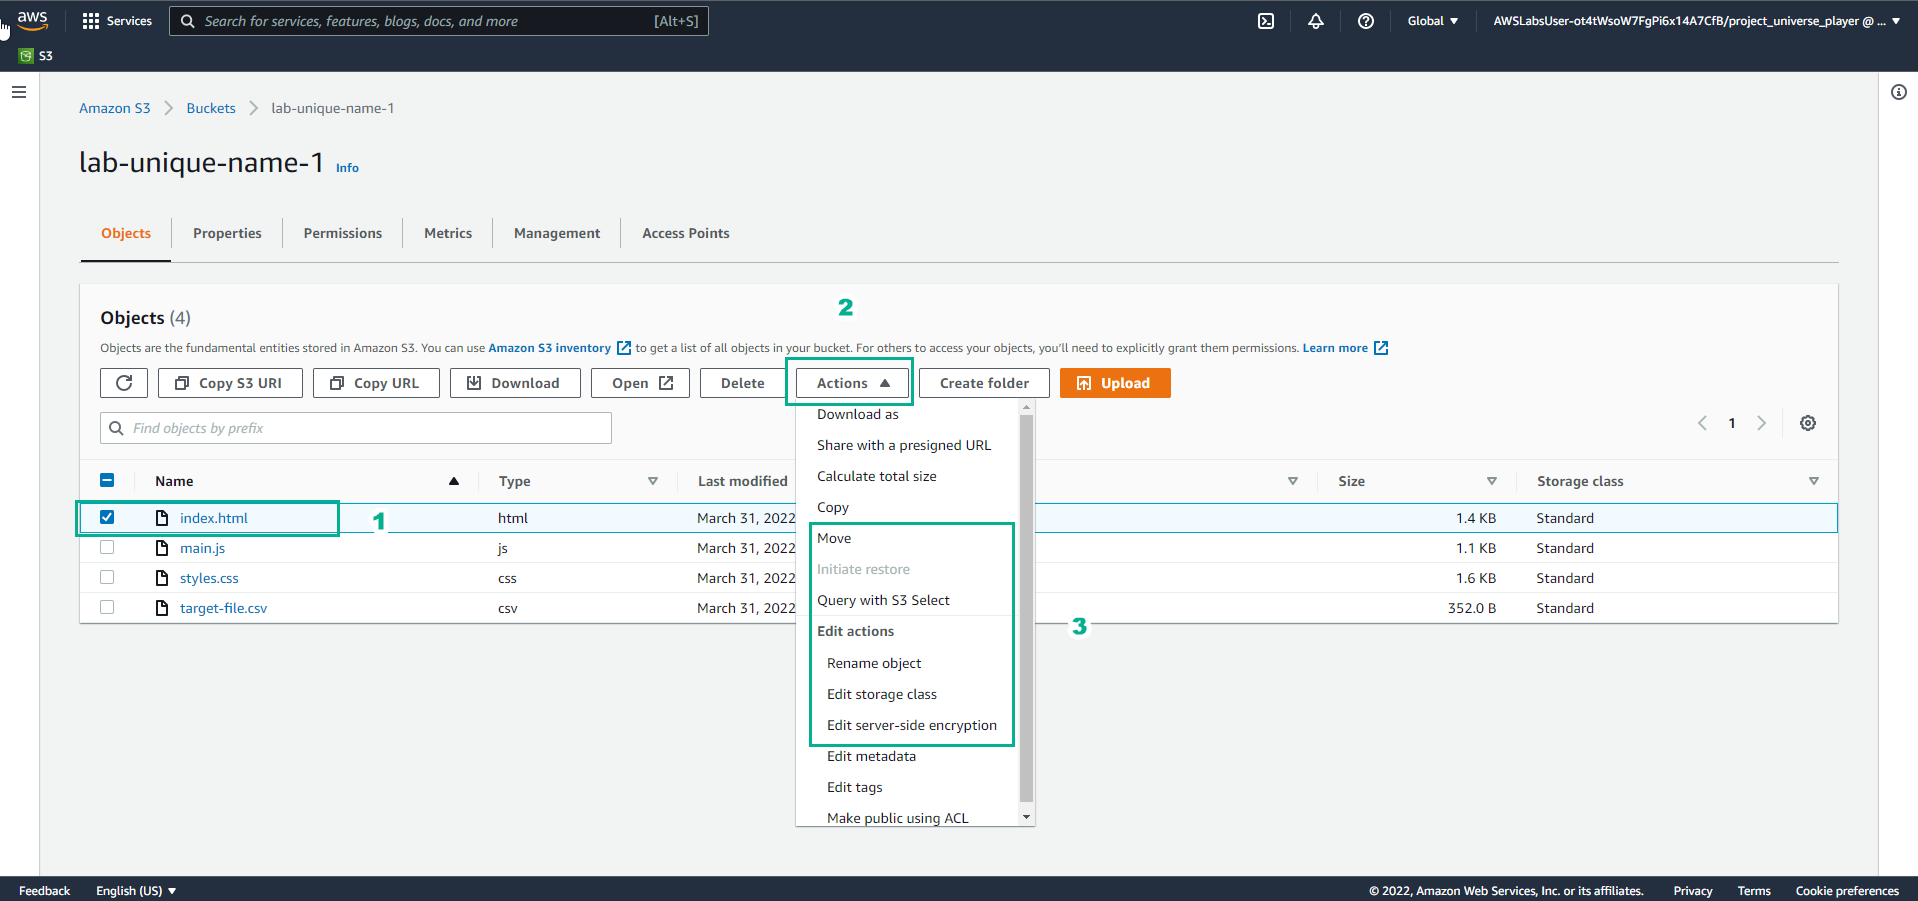 aws
Services
Search for services, features, blogs, docs, and more [Alt+S]
Global
AWSLabsUser-ot4tWsoW7FgPi6x14A7CfB/project_universe_player @ ...
S3
Amazon S3 Buckets lab-unique-name-1
lab-unique-name-1 Info
Objects Properties Permissions Metrics Management Access Points
Objects (4)
2
Objects are the fundamental entities stored in Amazon S3. You can use Amazon S3 inventory to get a list of all objects in your bucket. For others to access your objects, you'll need to explicitly grant them permissions. Learn more
Copy S3 URI Copy URL Download Open Delete Actions Create folder Upload
Find objects by prefix
1
Name Type Last modified Size Storage class
index.html html March 31, 2022 1.4 KB Standard
1
main.js js March 31, 2022 1.1 KB Standard
styles.css css March 31, 2022 1.6 KB Standard
target-file.csv csv March 31, 2022 352.0 B Standard
Download as
Share with a presigned URL
Calculate total size
Copy
Move
Initiate restore
Query with S3 Select
Edit actions
3
Rename object
Edit storage class
Edit server-side encryption
Edit metadata
Edit tags
Make public using ACL
Feedback English (US) © 2022, Amazon Web Services, Inc. or its affiliates. Privacy Terms Cookie preferences